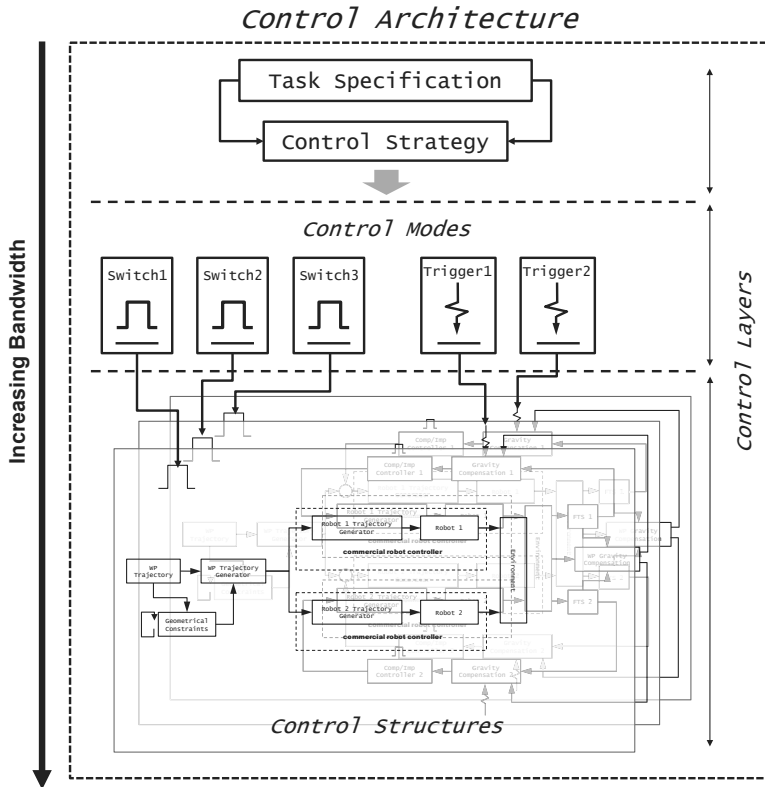 Control Architecture
Task Specification
Control Strategy
Control Modes
Switch1
Switch2
Switch3
Trigger1
Trigger2
Increasing Bandwidth
Control Layers
Comp/Imp
Controller 1
Gravity
Compensation 1
Robot 1 Trajectory
Generator
Robot 1
commercial robot controller
FTS 1
WP
Trajectory
WP Trajectory
Generator
Geometrical
Constraints
Environmnet
Environment
WP Gravity
Compensation
Robot 2 Trajectory
Generator
Robot 2
commercial robot controller
FTS 2
Comp/Imp
Controller 2
Gravity
Compensation 2
Control Structures